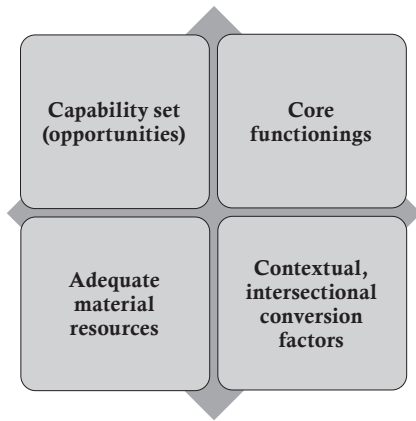 Capability set
(opportunities)
Core
functionings
Adequate
material
resources
Contextual,
intersectional
conversion
factors